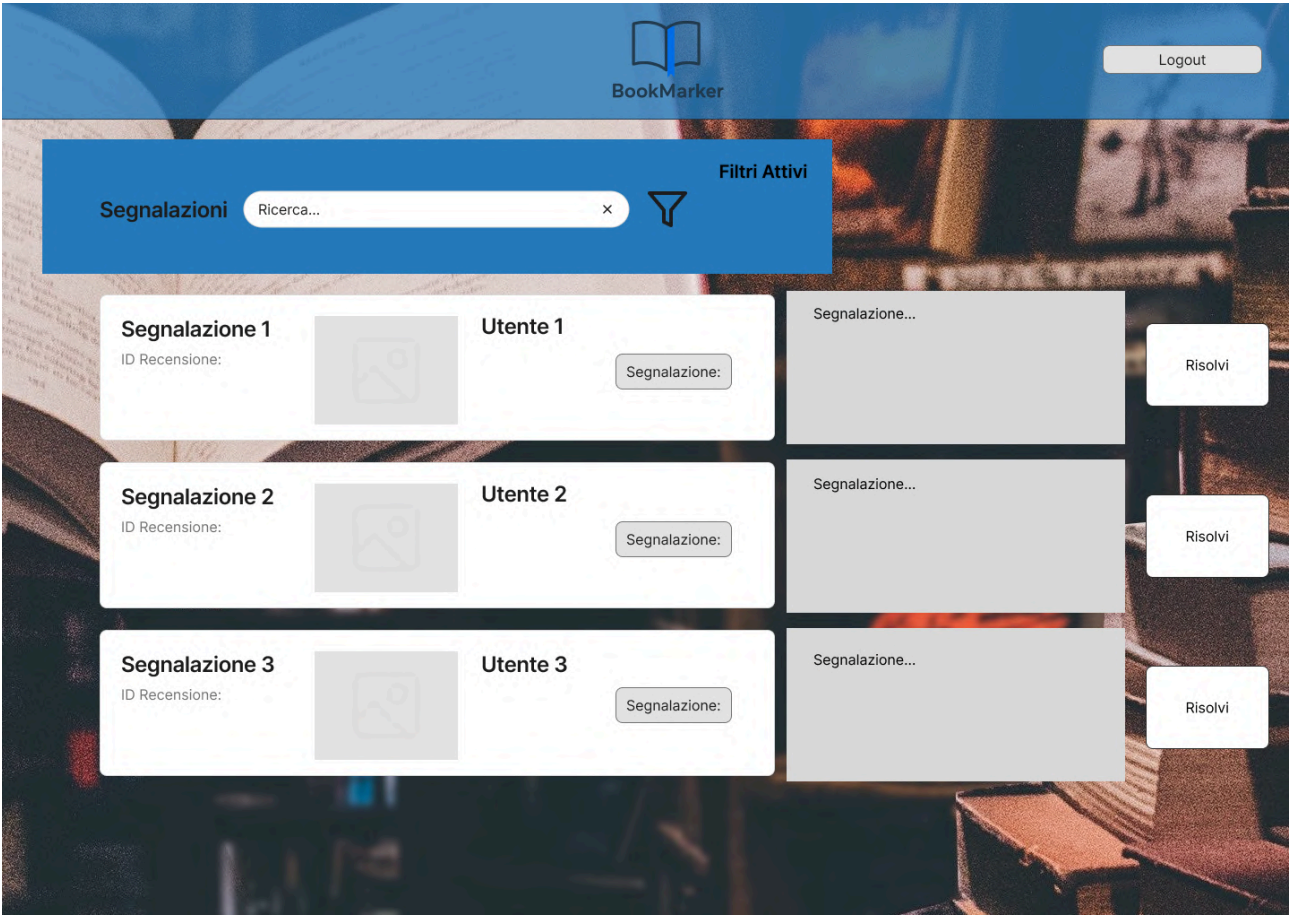 BookMarker
Logout
Filtri Attivi
Segnalazioni
Ricerca...
Segnalazione 1
ID Recensione:
Utente 1
Segnalazione:
Segnalazione...
Risolvi
Segnalazione 2
ID Recensione:
Utente 2
Segnalazione:
Segnalazione...
Risolvi
Segnalazione 3
ID Recensione:
Utente 3
Segnalazione:
Segnalazione...
Risolvi